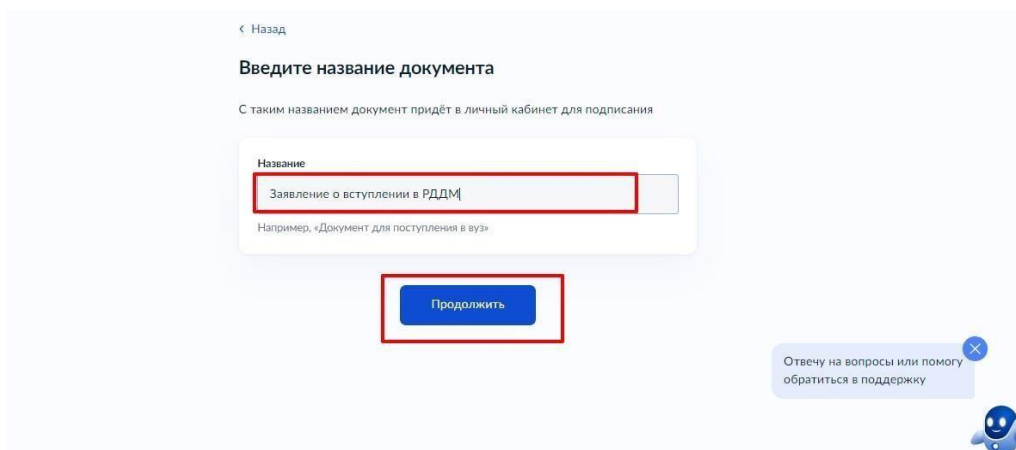 Назад
Введите название документа
С таким названием документ придёт в личный кабинет для подписания
Название
Заявление о вступлении в РДДМ
Например, «Документ для поступления в вуз»
Продолжить
Отвечу на вопросы или помогу
обратиться в поддержку